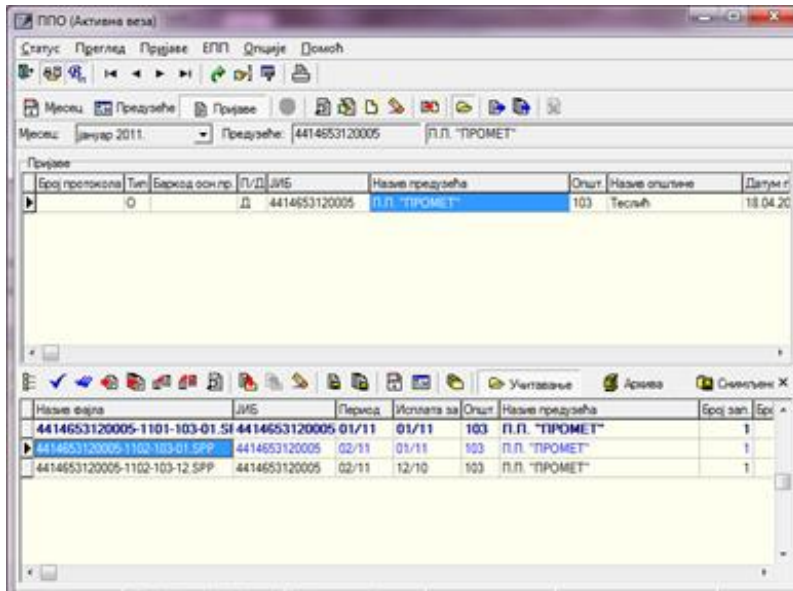 ППО (Активна веза)
Статус Преглед Пријаве ЕПП Опције Помоћ
Месец Предузеће Пријаве
Месец: јануар 2011. Предузеће: 4414653120005 П.П. "ПРОМЕТ"
Пријаве
Број протокола Тип Баркод осн.пр. П/Д ЈИБ Назив предузећа Општ. Назив општине Датум п
О Д 4414653120005 П.П. "ПРОМЕТ" 103 Теслић 18.04.20
Учитавање Архива Снимљене
Назив фајла ЈИБ Период Исплата за Општ Назив предузећа Број зап. Број
4414653120005-1101-103-01.SF 4414653120005 01/11 01/11 103 П.П. "ПРОМЕТ" 1
4414653120005-1102-103-01.SPP 4414653120005 02/11 01/11 103 П.П. "ПРОМЕТ" 1
4414653120005-1102-103-12.SPP 4414653120005 02/11 12/10 103 П.П. "ПРОМЕТ" 1